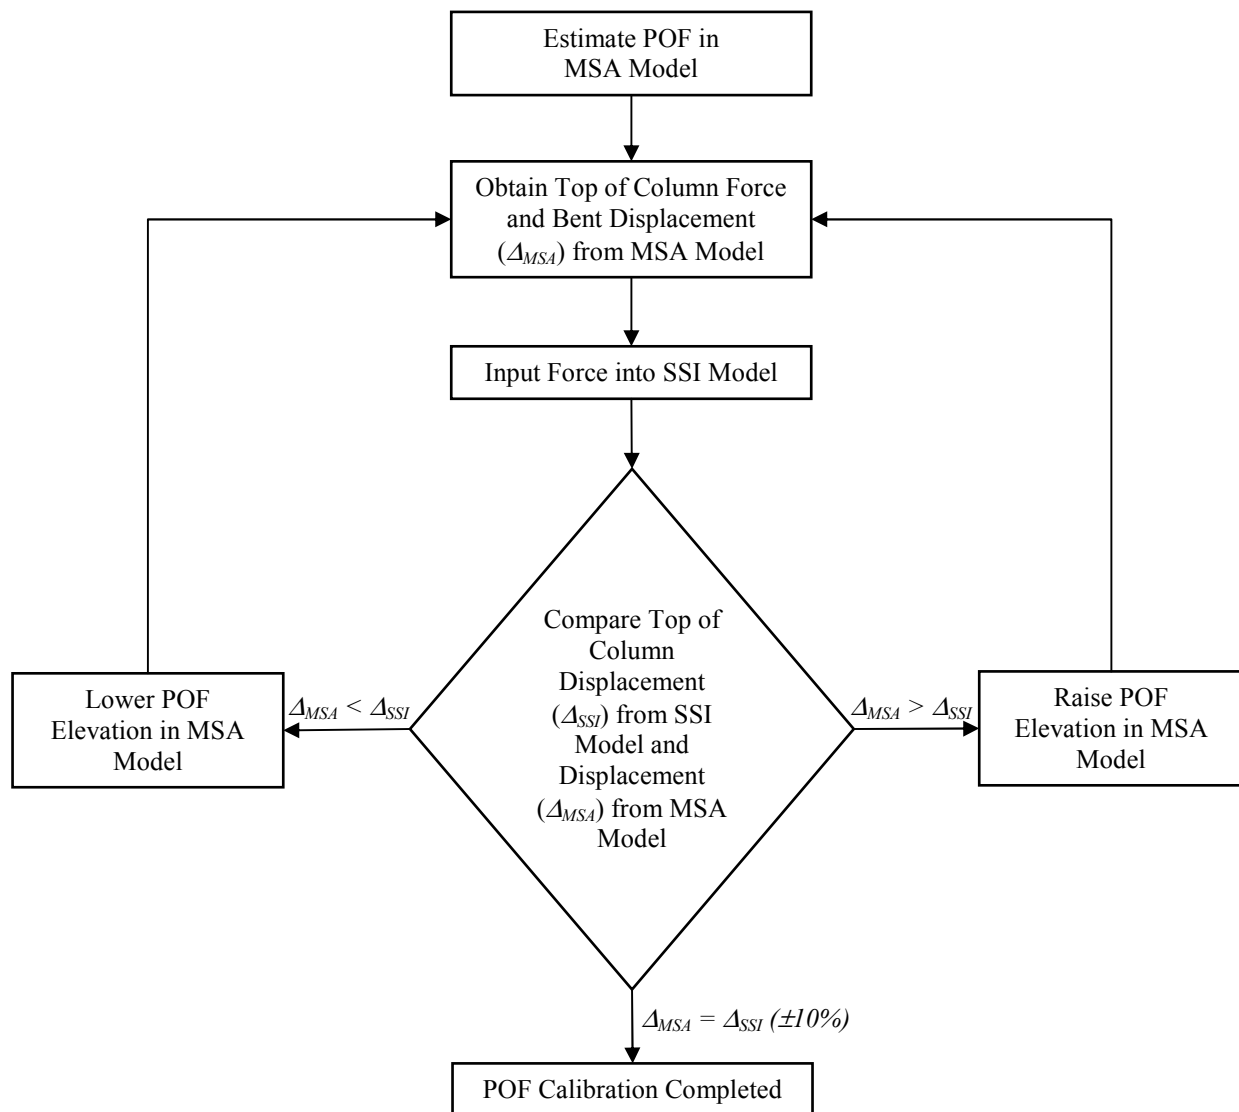 Estimate POF in
MSA Model
Obtain Top of Column Force
and Bent Displacement
(Δ_MSA) from MSA Model
Input Force into SSI Model
Compare Top of
Column
Displacement
(Δ_SSI) from SSI
Model and
Displacement
(Δ_MSA) from MSA
Model
Δ_MSA < Δ_SSI
Lower POF
Elevation in MSA
Model
Δ_MSA > Δ_SSI
Raise POF
Elevation in MSA
Model
Δ_MSA = Δ_SSI (±10%)
POF Calibration Completed